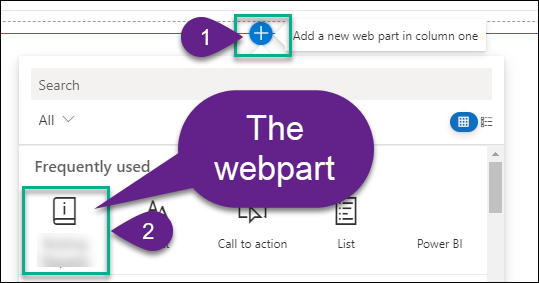 1
Add a new web part in column one
Search
All
The
webpart
Frequently used
i
2
Call to action
List
Power BI